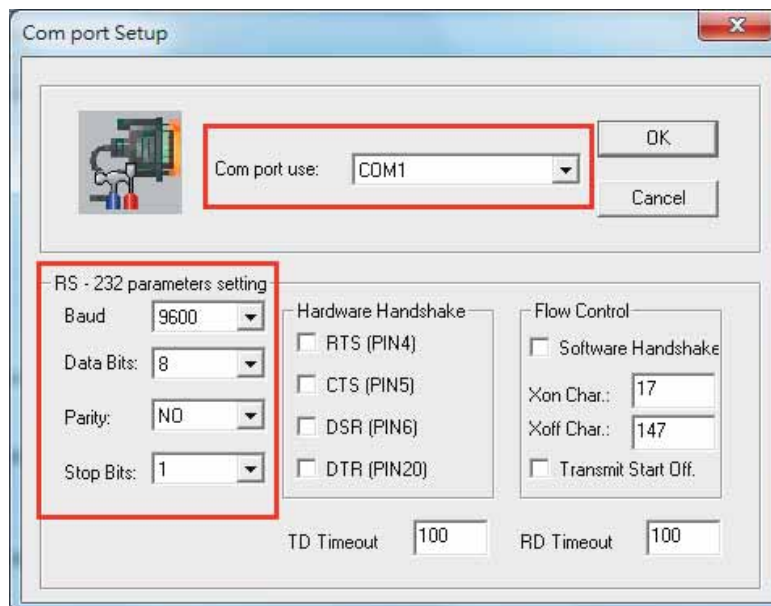 Com port Setup
OK
Com port use: COM1
Cancel
RS - 232 parameters setting
Baud 9600
Data Bits: 8
Parity: NO
Stop Bits: 1
Hardware Handshake
RTS (PIN4)
CTS (PIN5)
DSR (PIN6)
DTR (PIN20)
Flow Control
Software Handshake
Xon Char.: 17
Xoff Char.: 147
Transmit Start Off.
TD Timeout 100
RD Timeout 100